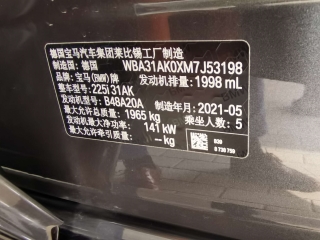 德国宝马汽车集团莱比锡工厂制造
制造国：德国 WBA31AK0XM7J53198
品牌：宝马(BMW)牌 发动机排量：1998 mL
整车型号：225i 31AK
发动机型号：B48A20A 制造年月：2021-05
最大允许总质量：1965 kg 乘坐人数：5
发动机最大净功率：141 kW
最大允许牵引质量：-- kg